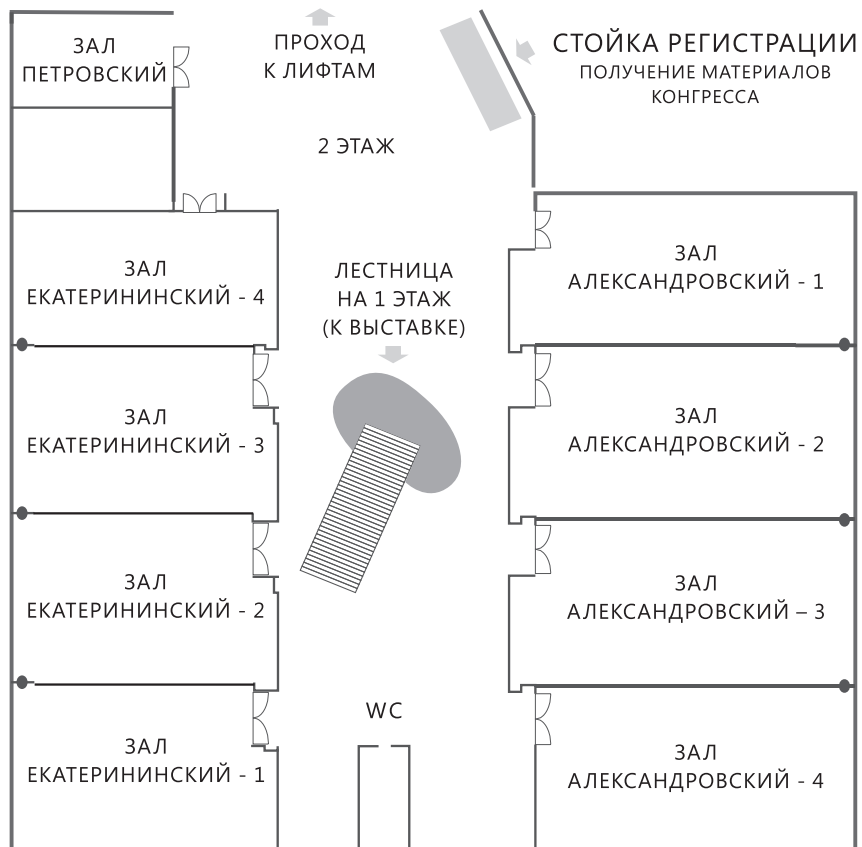 ЗАЛ
ПЕТРОВСКИЙ
ПРОХОД
К ЛИФТАМ
СТОЙКА РЕГИСТРАЦИИ
ПОЛУЧЕНИЕ МАТЕРИАЛОВ
КОНГРЕССА
2 ЭТАЖ
ЗАЛ
ЕКАТЕРИНИНСКИЙ - 4
ЛЕСТНИЦА
НА 1 ЭТАЖ
(К ВЫСТАВКЕ)
ЗАЛ
АЛЕКСАНДРОВСКИЙ - 1
ЗАЛ
ЕКАТЕРИНИНСКИЙ - 3
ЗАЛ
АЛЕКСАНДРОВСКИЙ - 2
ЗАЛ
ЕКАТЕРИНИНСКИЙ - 2
ЗАЛ
АЛЕКСАНДРОВСКИЙ – 3
WC
ЗАЛ
ЕКАТЕРИНИНСКИЙ - 1
ЗАЛ
АЛЕКСАНДРОВСКИЙ - 4